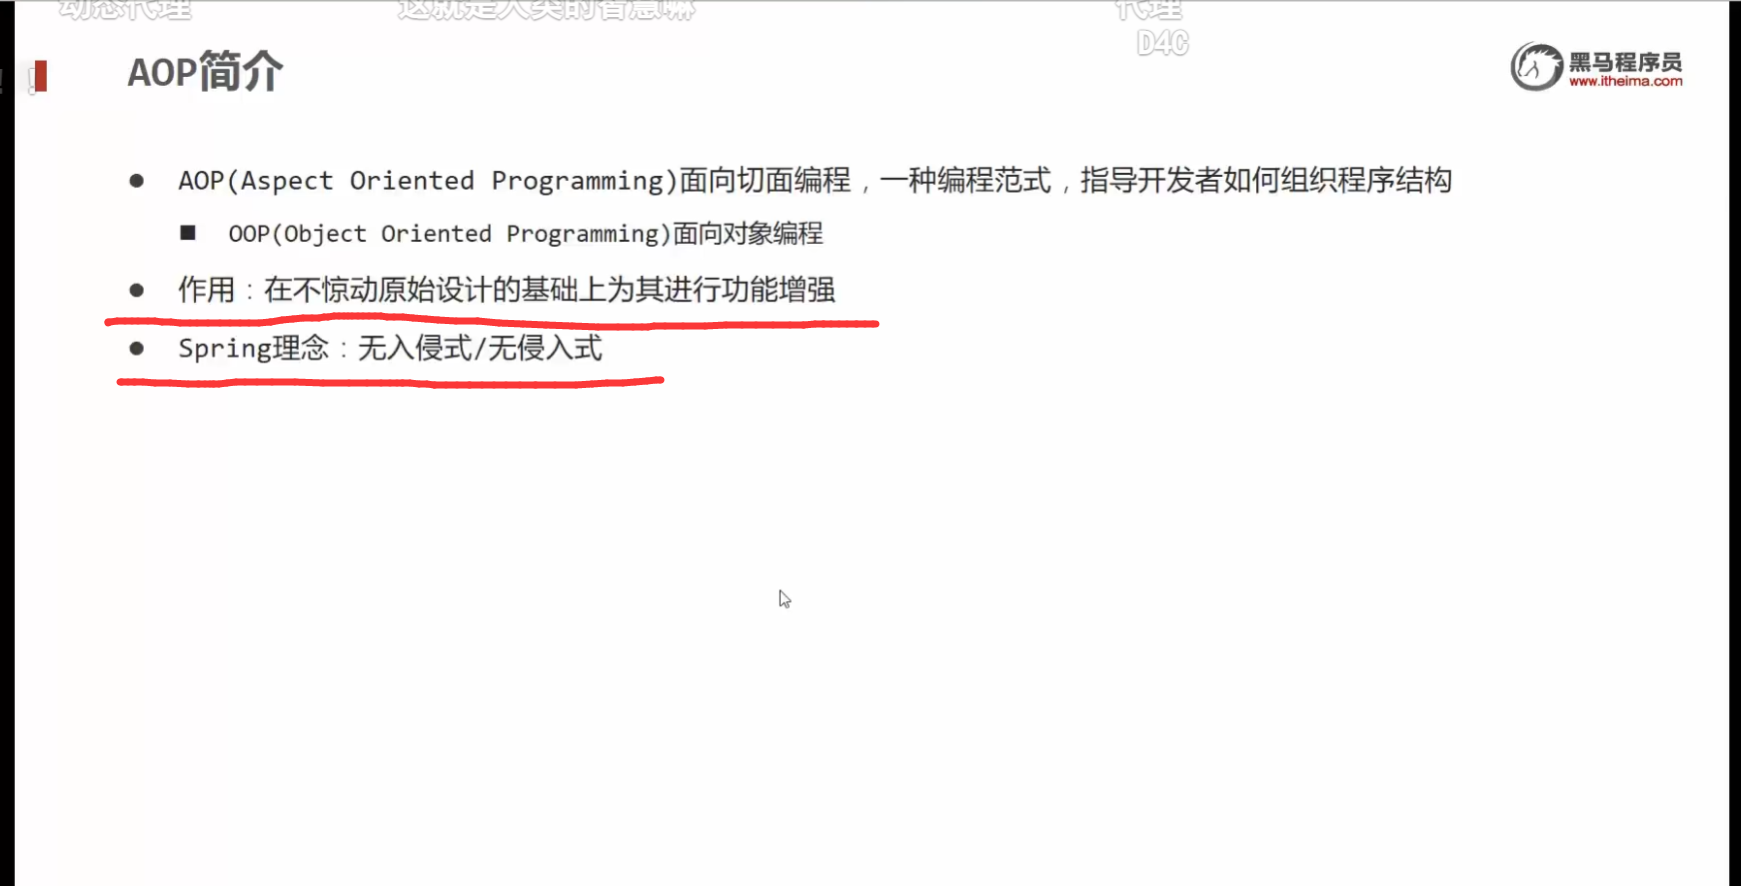 动态代理 这就是人类的智慧嘛 代理
D4C
AOP简介
黑马程序员
www.itheima.com
AOP(Aspect Oriented Programming)面向切面编程，一种编程范式，指导开发者如何组织程序结构
OOP(Object Oriented Programming)面向对象编程
作用：在不惊动原始设计的基础上为其进行功能增强
Spring理念：无入侵式/无侵入式